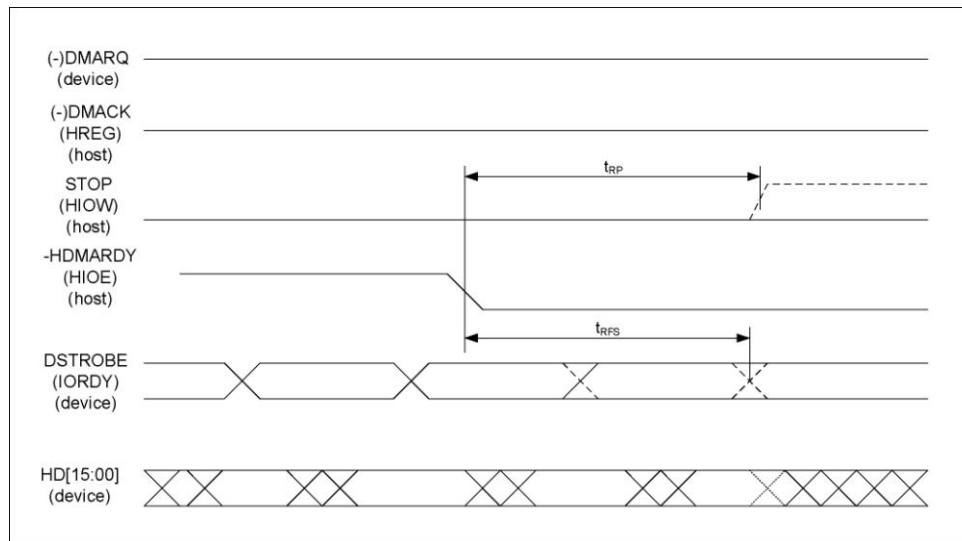 (-)DMARQ
(device)
(-)DMACK
(HREG)
(host)
STOP
(HIOW)
(host)
tRP
-HDMARDY
(HIOE)
(host)
tRFS
DSTROBE
(IORDY)
(device)
HD[15:00]
(device)